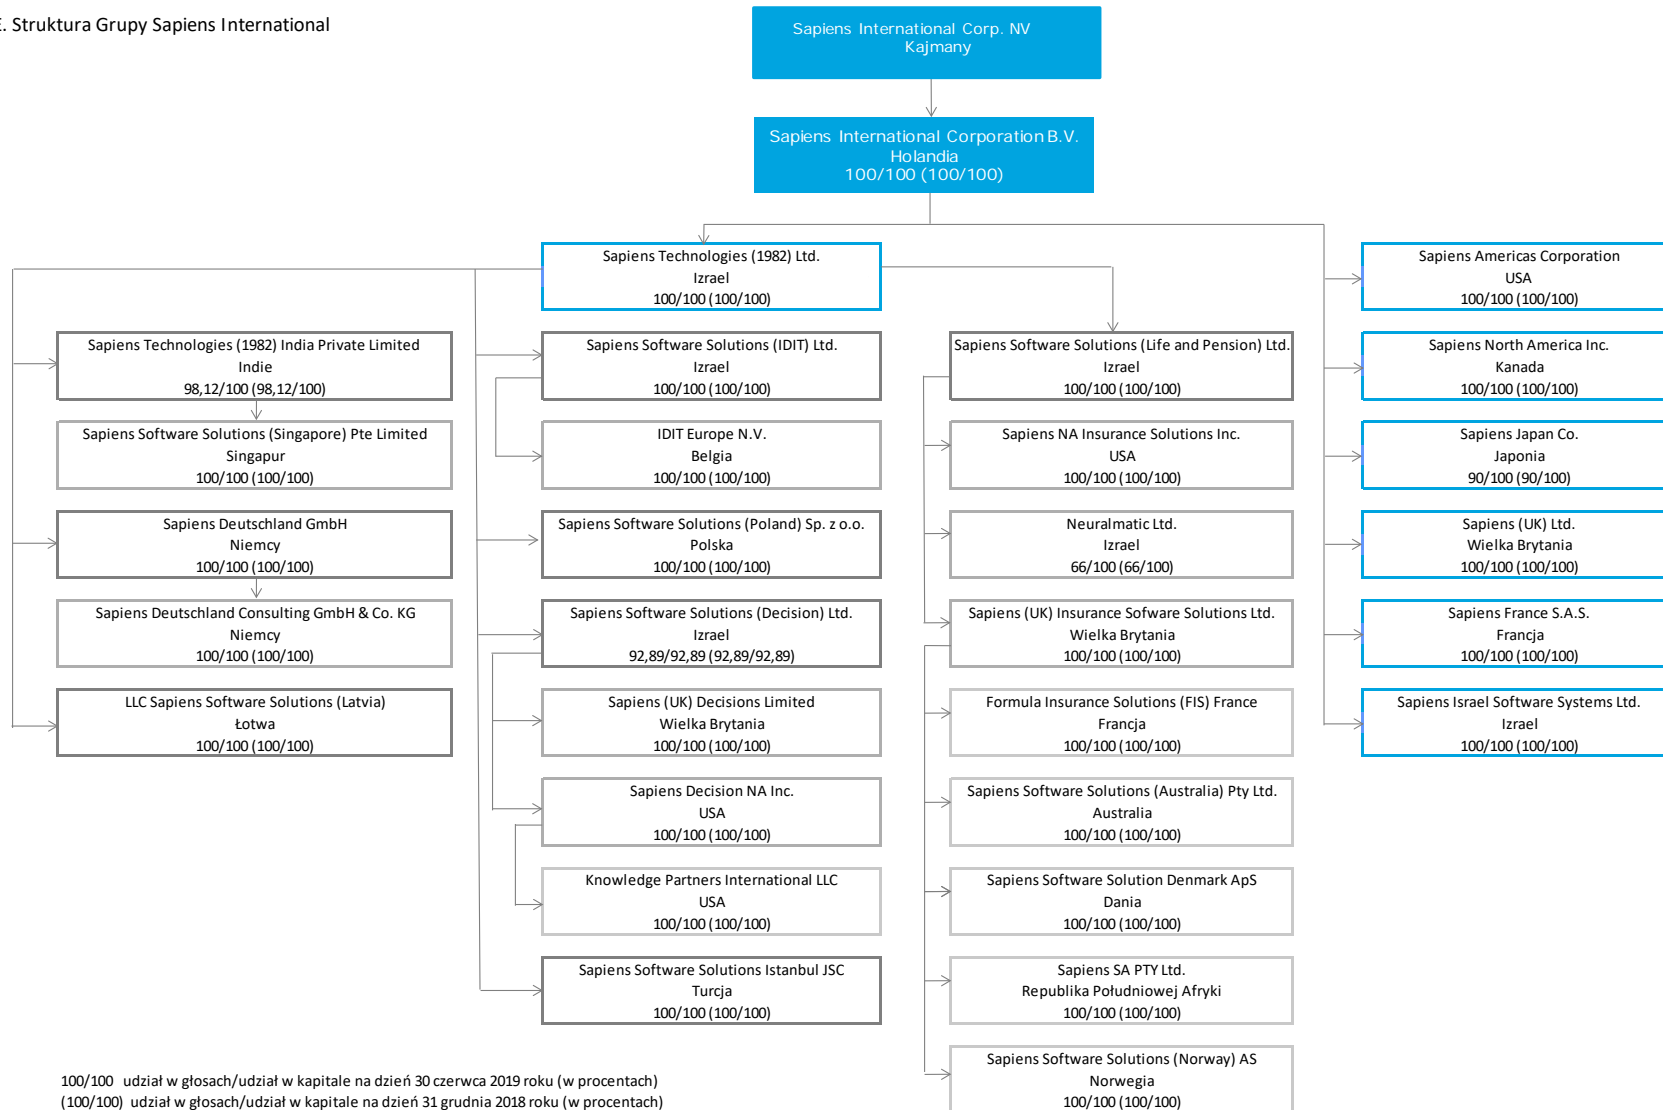 E. Struktura Grupy Sapiens International
Sapiens International Corp. NV
Kajmany
Sapiens International Corporation B.V.
Holandia
100/100 (100/100)
Sapiens Technologies (1982) Ltd.
Izrael
100/100 (100/100)
Sapiens Technologies (1982) India Private Limited
Indie
98,12/100 (98,12/100)
Sapiens Software Solutions (Singapore) Pte Limited
Singapur
100/100 (100/100)
Sapiens Deutschland GmbH
Niemcy
100/100 (100/100)
Sapiens Deutschland Consulting GmbH & Co. KG
Niemcy
100/100 (100/100)
LLC Sapiens Software Solutions (Latvia)
Łotwa
100/100 (100/100)
Sapiens Software Solutions (IDIT) Ltd.
Izrael
100/100 (100/100)
IDIT Europe N.V.
Belgia
100/100 (100/100)
Sapiens Software Solutions (Poland) Sp. z o.o.
Polska
100/100 (100/100)
Sapiens Software Solutions (Decision) Ltd.
Izrael
92,89/92,89 (92,89/92,89)
Sapiens (UK) Decisions Limited
Wielka Brytania
100/100 (100/100)
Sapiens Decision NA Inc.
USA
100/100 (100/100)
Knowledge Partners International LLC
USA
100/100 (100/100)
Sapiens Software Solutions Istanbul JSC
Turcja
100/100 (100/100)
Sapiens Software Solutions (Life and Pension) Ltd.
Izrael
100/100 (100/100)
Sapiens NA Insurance Solutions Inc.
USA
100/100 (100/100)
Neuralmatic Ltd.
Izrael
66/100 (66/100)
Sapiens (UK) Insurance Sofware Solutions Ltd.
Wielka Brytania
100/100 (100/100)
Formula Insurance Solutions (FIS) France
Francja
100/100 (100/100)
Sapiens Software Solutions (Australia) Pty Ltd.
Australia
100/100 (100/100)
Sapiens Software Solution Denmark ApS
Dania
100/100 (100/100)
Sapiens SA PTY Ltd.
Republika Południowej Afryki
100/100 (100/100)
Sapiens Software Solutions (Norway) AS
Norwegia
100/100 (100/100)
Sapiens Americas Corporation
USA
100/100 (100/100)
Sapiens North America Inc.
Kanada
100/100 (100/100)
Sapiens Japan Co.
Japonia
90/100 (90/100)
Sapiens (UK) Ltd.
Wielka Brytania
100/100 (100/100)
Sapiens France S.A.S.
Francja
100/100 (100/100)
Sapiens Israel Software Systems Ltd.
Izrael
100/100 (100/100)
100/100 udział w głosach/udział w kapitale na dzień 30 czerwca 2019 roku (w procentach)
(100/100) udział w głosach/udział w kapitale na dzień 31 grudnia 2018 roku (w procentach)